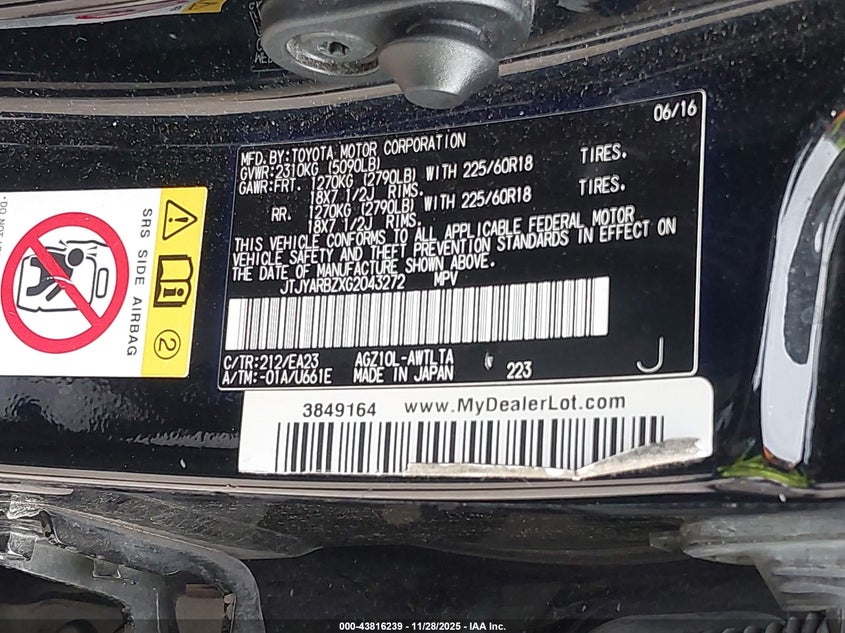 06/16
MFD. BY: TOYOTA MOTOR CORPORATION
GVWR: 2310KG (5090LB)
GAWR: FRT. 1270KG (2790LB) WITH 225/60R18 TIRES.
18X7 1/2J RIMS.
RR. 1270KG (2790LB) WITH 225/60R18 TIRES.
18X7 1/2J RIMS.
THIS VEHICLE CONFORMS TO ALL APPLICABLE FEDERAL MOTOR
VEHICLE SAFETY AND THEFT PREVENTION STANDARDS IN EFFECT ON
THE DATE OF MANUFACTURE SHOWN ABOVE.
JTJYARBZXG2043272 MPV
C/TR: 212/EA23 AGZ10L-AWTLTA
A/TM: -01A/U661E MADE IN JAPAN 223
J
3849164 www.MyDealerLot.com
SRS SIDE AIRBAG
2
000-43816239 - 11/28/2025 - IAA Inc.